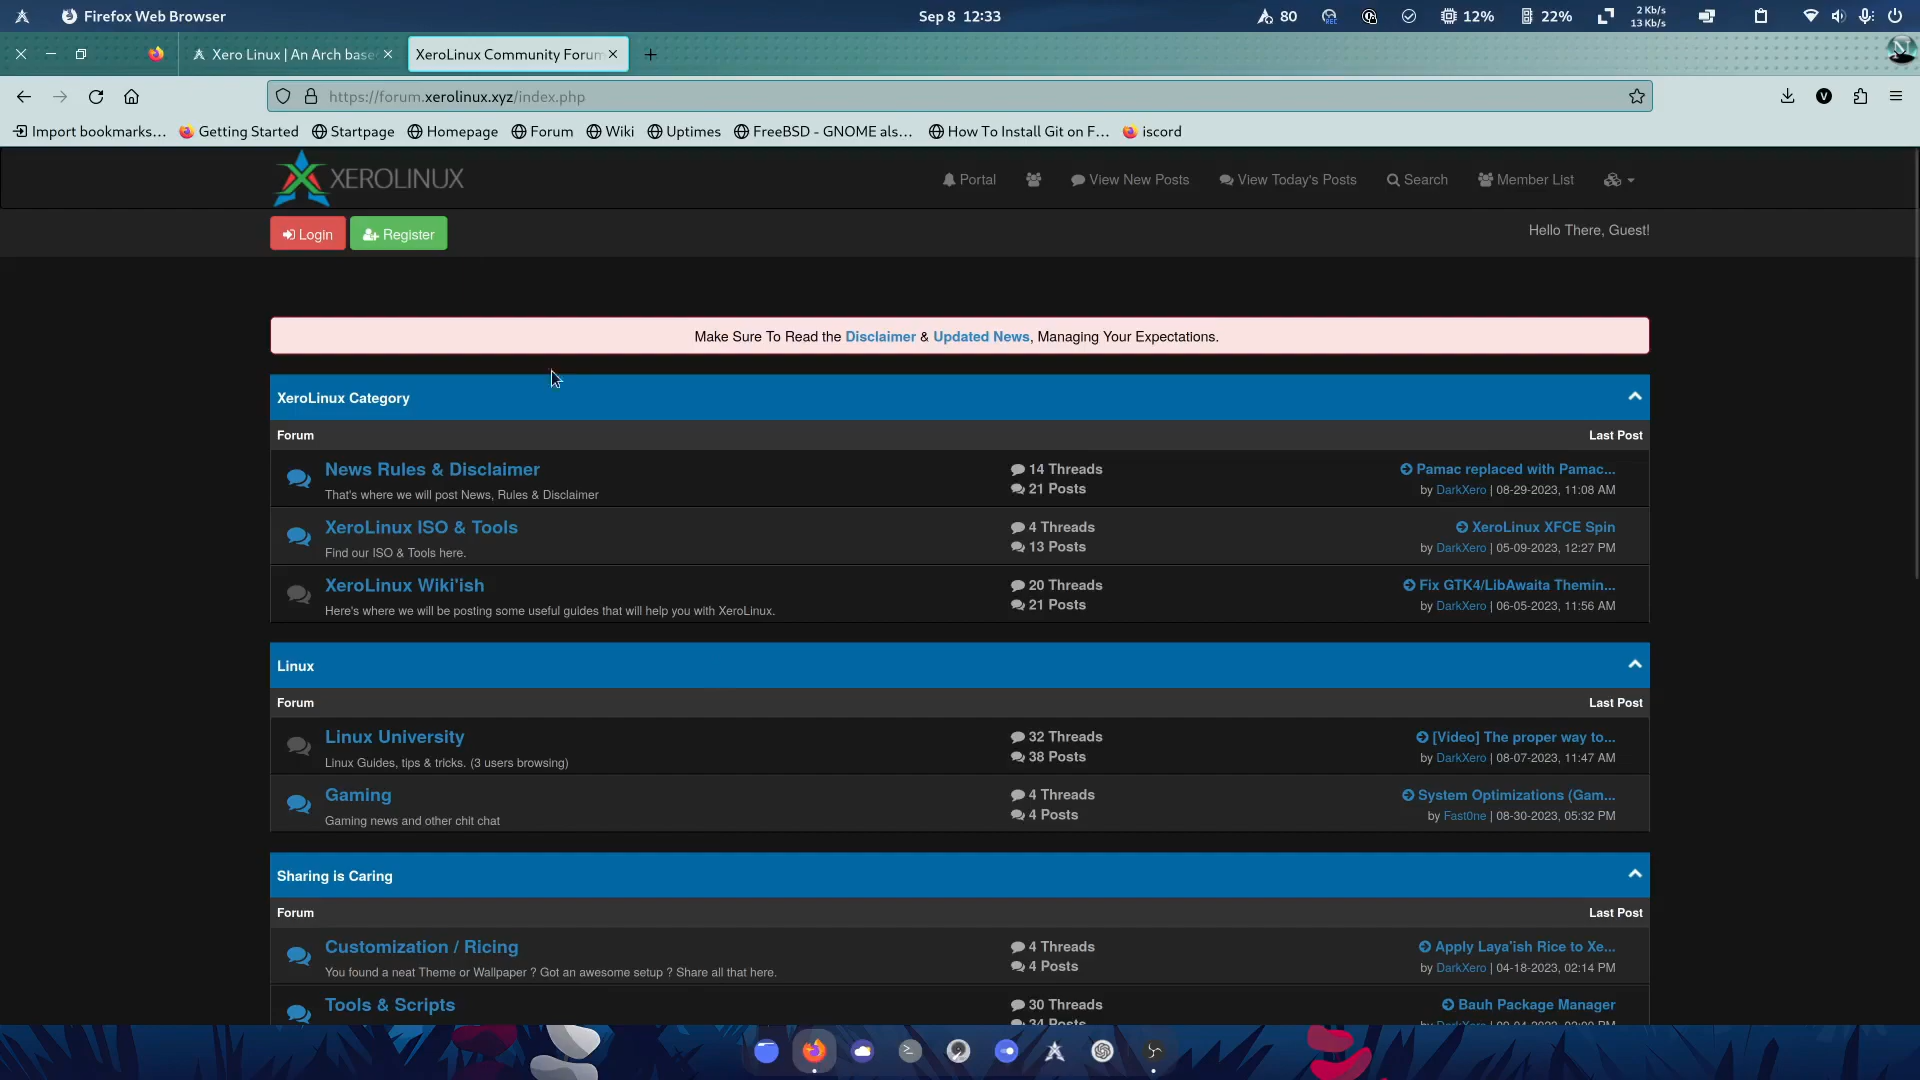 Firefox Web Browser
Sep 8 12:33
80
REC
12%
22%
2 Kb/s
13 Kb/s
Xero Linux | An Arch base
XeroLinux Community Forum
https://forum.xerolinux.xyz/index.php
V
Import bookmarks...
Getting Started
Startpage
Homepage
Forum
Wiki
Uptimes
FreeBSD - GNOME als...
How To Install Git on F...
iscord
XEROLINUX
Portal
View New Posts
View Today's Posts
Search
Member List
Login
Register
Hello There, Guest!
Make Sure To Read the Disclaimer & Updated News, Managing Your Expectations.
XeroLinux Category
Forum
Last Post
News Rules & Disclaimer
That's where we will post News, Rules & Disclaimer
14 Threads
21 Posts
Pamac replaced with Pamac...
by DarkXero | 08-29-2023, 11:08 AM
XeroLinux ISO & Tools
Find our ISO & Tools here.
4 Threads
13 Posts
XeroLinux XFCE Spin
by DarkXero | 05-09-2023, 12:27 PM
XeroLinux Wiki'ish
Here's where we will be posting some useful guides that will help you with XeroLinux.
20 Threads
21 Posts
Fix GTK4/LibAwaita Themin...
by DarkXero | 06-05-2023, 11:56 AM
Linux
Forum
Last Post
Linux University
Linux Guides, tips & tricks. (3 users browsing)
32 Threads
38 Posts
[Video] The proper way to...
by DarkXero | 08-07-2023, 11:47 AM
Gaming
Gaming news and other chit chat
4 Threads
4 Posts
System Optimizations (Gam...
by Fast0ne | 08-30-2023, 05:32 PM
Sharing is Caring
Forum
Last Post
Customization / Ricing
You found a neat Theme or Wallpaper ? Got an awesome setup ? Share all that here.
4 Threads
4 Posts
Apply Laya'ish Rice to Xe...
by DarkXero | 04-18-2023, 02:14 PM
Tools & Scripts
30 Threads
34 Posts
Bauh Package Manager